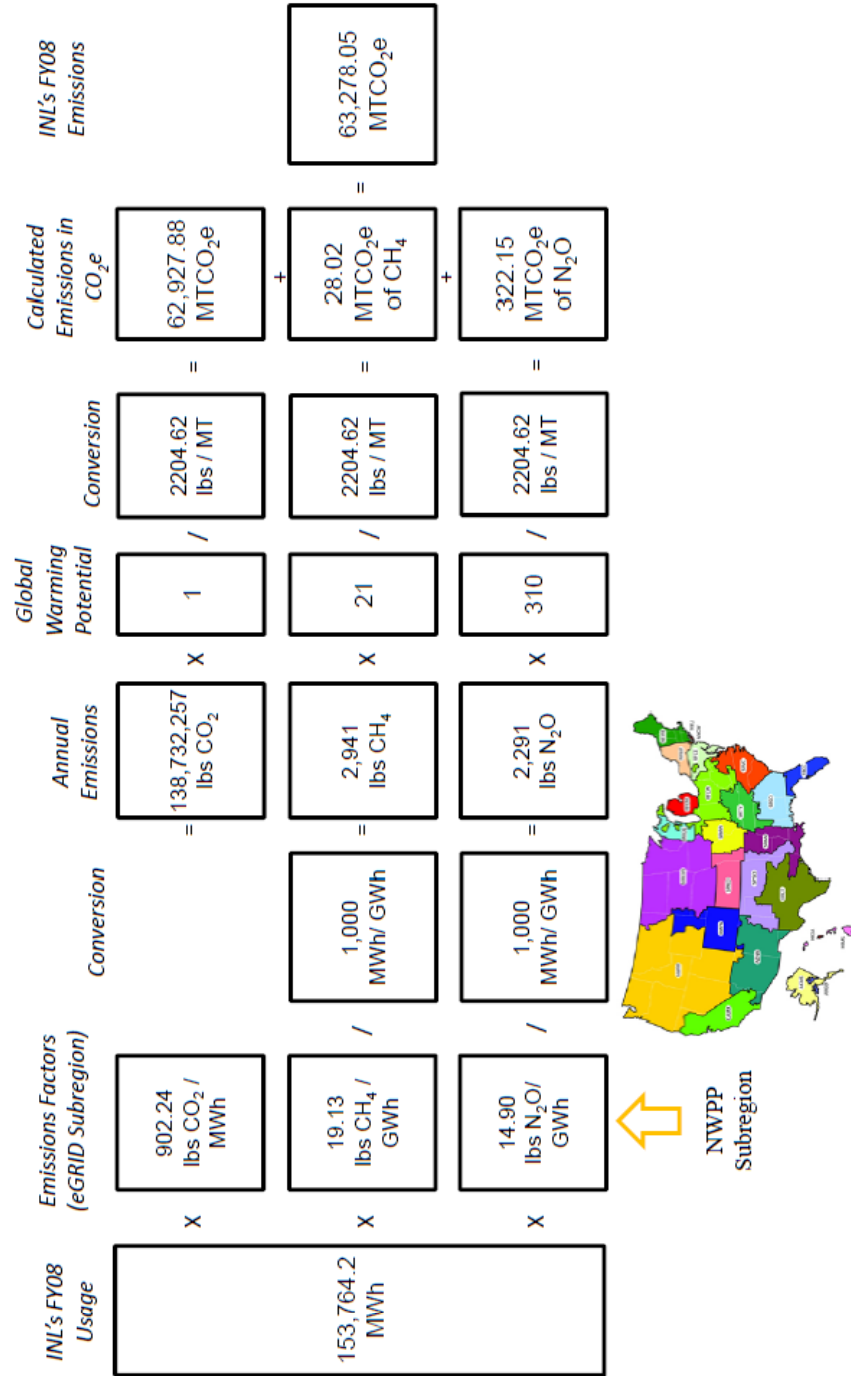 INL's FY08
Usage
Emissions Factors
(eGRID Subregion)
Conversion
Annual
Emissions
Global
Warming
Potential
Conversion
Calculated
Emissions in
CO₂e
INL's FY08
Emissions
153,764.2
MWh
X
902.24
lbs CO₂ /
MWh
=
138,732,257
lbs CO₂
X
1
/
2204.62
lbs / MT
=
62,927.88
MTCO₂e
+
X
19.13
lbs CH₄ /
GWh
/
1,000
MWh/ GWh
=
2,941
lbs CH₄
X
21
/
2204.62
lbs / MT
=
28.02
MTCO₂e
of CH₄
=
63,278.05
MTCO₂e
+
X
14.90
lbs N₂O/
GWh
/
1,000
MWh/ GWh
=
2,291
lbs N₂O
X
310
/
2204.62
lbs / MT
=
322.15
MTCO₂e
of N₂O
NWPP
Subregion